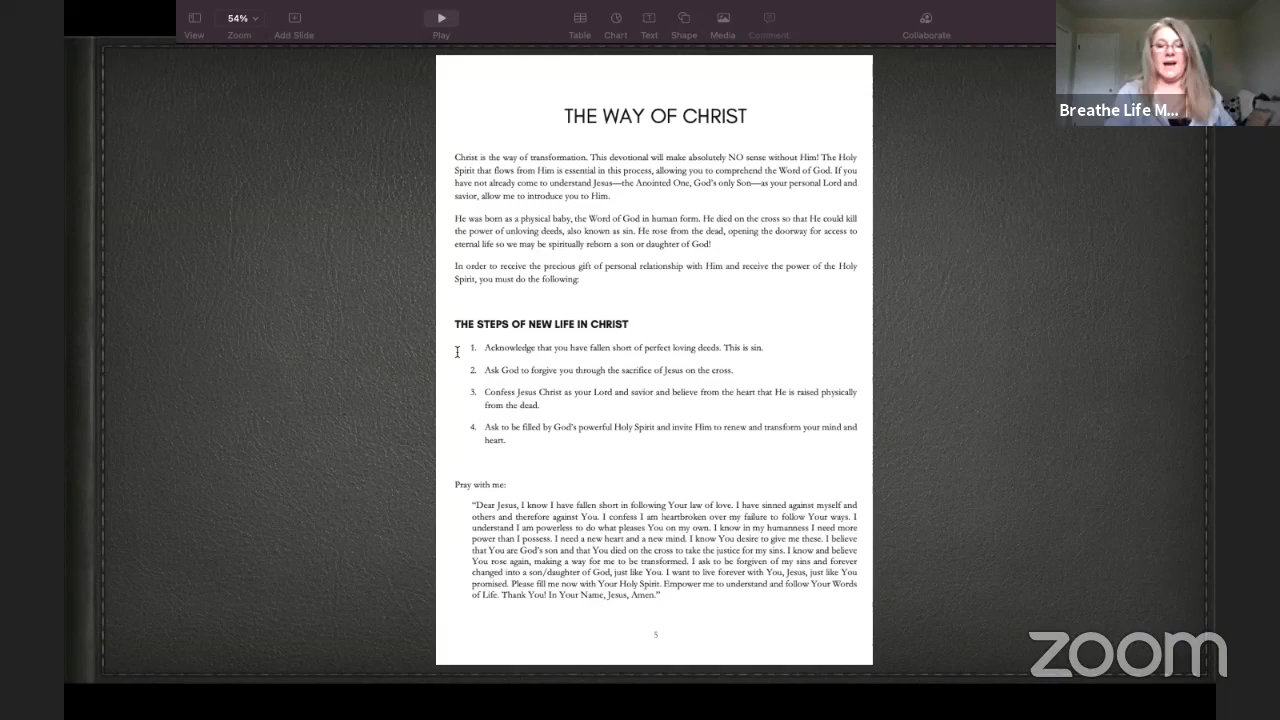 54%
View
Zoom
Add Slide
Play
Table
Chart
Text
Shape
Media
Comment
Collaborate
Breathe Life M...
THE WAY OF CHRIST
Christ is the way of transformation. This devotional will make absolutely NO sense without Him! The Holy
Spirit that flows from Him is essential in this process, allowing you to comprehend the Word of God. If you
have not already come to understand Jesus—the Anointed One, God's only Son—as your personal Lord and
savior, allow me to introduce you to Him.
He was born as a physical baby, the Word of God in human form. He died on the cross so that He could kill
the power of unloving deeds, also known as sin. He rose from the dead, opening the doorway for access to
eternal life so we may be spiritually reborn a son or daughter of God!
In order to receive the precious gift of personal relationship with Him and receive the power of the Holy
Spirit, you must do the following:
THE STEPS OF NEW LIFE IN CHRIST
1. Acknowledge that you have fallen short of perfect loving deeds. This is sin.
2. Ask God to forgive you through the sacrifice of Jesus on the cross.
3. Confess Jesus Christ as your Lord and savior and believe from the heart that He is raised physically
from the dead.
4. Ask to be filled by God's powerful Holy Spirit and invite Him to renew and transform your mind and
heart.
Pray with me:
"Dear Jesus, I know I have fallen short in following Your law of love. I have sinned against myself and
others and therefore against You. I confess I am heartbroken over my failure to follow Your ways. I
understand I am powerless to do what pleases You on my own. I know in my humanness I need more
power than I possess. I need a new heart and a new mind. I know You desire to give me these. I believe
that You are God's son and that You died on the cross to take the justice for my sins. I know and believe
You rose again, making a way for me to be transformed. I ask to be forgiven of my sins and forever
changed into a son/daughter of God, just like You. I want to live forever with You, Jesus, just like You
promised. Please fill me now with Your Holy Spirit. Empower me to understand and follow Your Words
of Life. Thank You! In Your Name, Jesus, Amen."
5
zoom